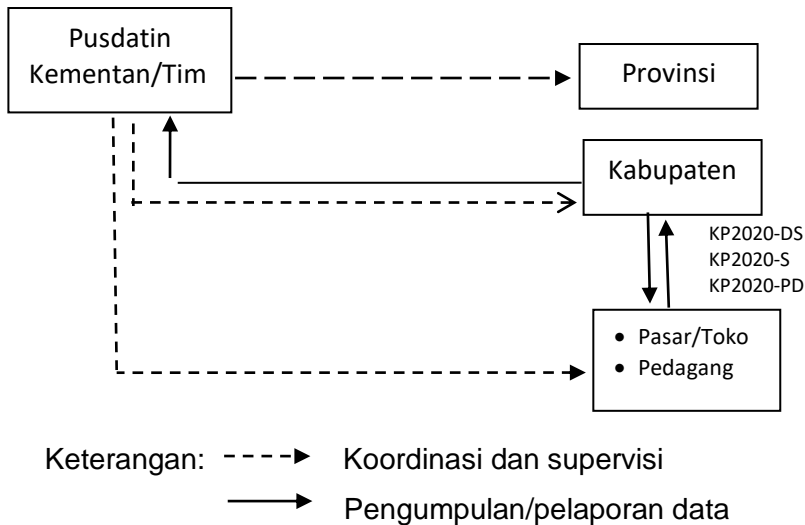 Pusdatin
Kementan/Tim
Provinsi
Kabupaten
KP2020-DS
KP2020-S
KP2020-PD
• Pasar/Toko
• Pedagang
Keterangan:
Koordinasi dan supervisi
Pengumpulan/pelaporan data